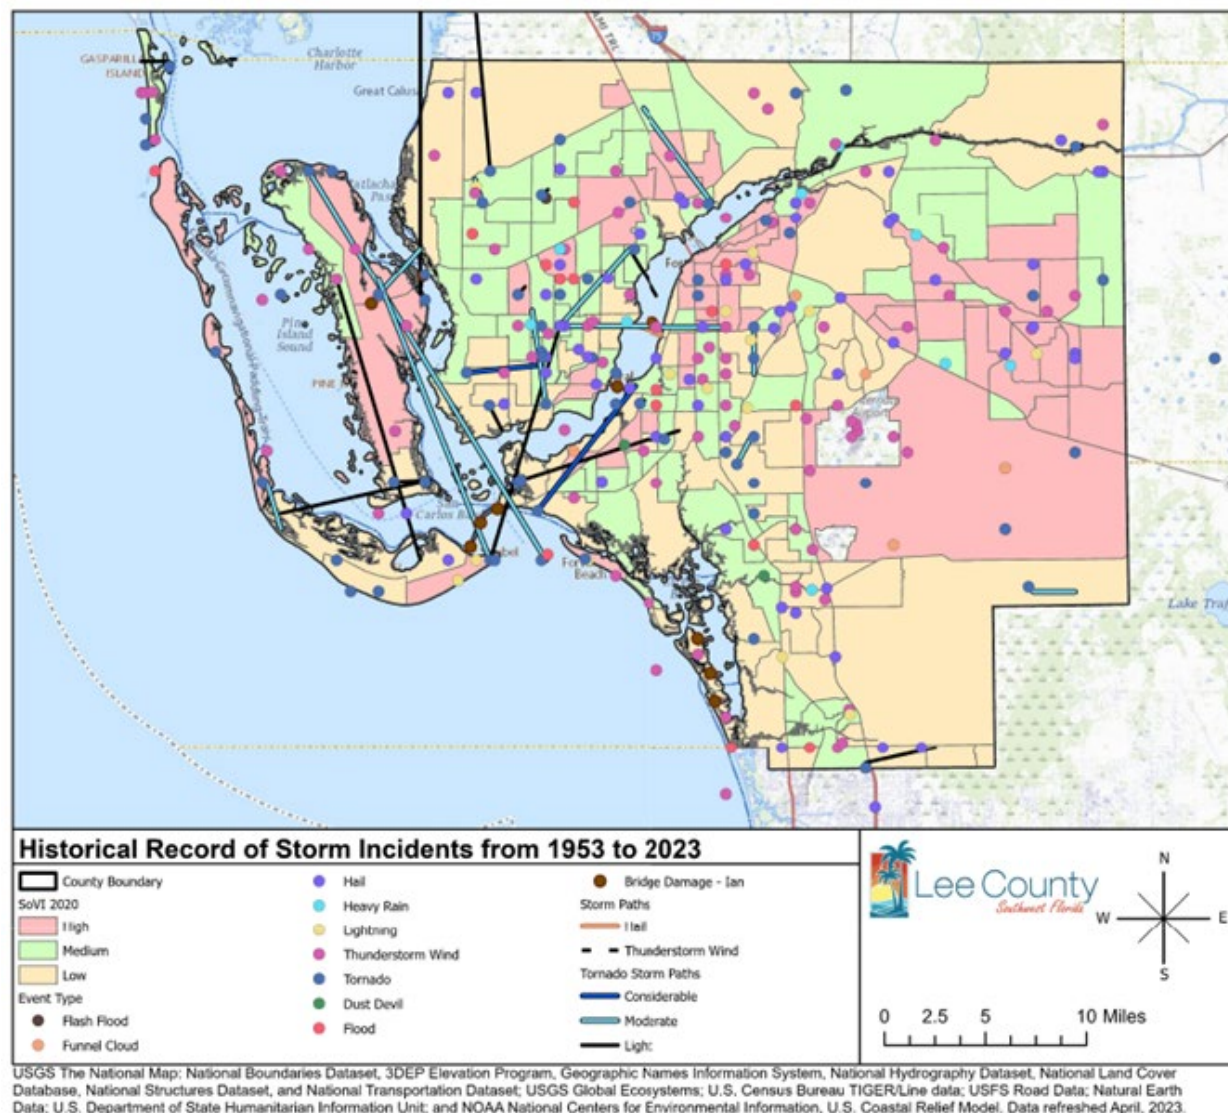 GASPARILL
ISLAND
Charlotte
Harbor
Great Calus
AMI TRL
75
Pine
Island
Sound
San
Carlos B
Fort
Beach
Lake Traf
Historical Record of Storm Incidents from 1953 to 2023
County Boundary
SoVI 2020
High
Medium
Low
Event Type
Flash Flood
Funnel Cloud
Hail
Heavy Rain
Lightning
Thunderstorm Wind
Tornado
Dust Devil
Flood
Bridge Damage - Ian
Storm Paths
Hail
Thunderstorm Wind
Tornado Storm Paths
Considerable
Moderate
Light
Lee County
Southwest Florida
N
W E
S
0 2.5 5 10 Miles
USGS The National Map: National Boundaries Dataset, 3DEP Elevation Program, Geographic Names Information System, National Hydrography Dataset, National Land Cover
Database, National Structures Dataset, and National Transportation Dataset; USGS Global Ecosystems; U.S. Census Bureau TIGER/Line data; USFS Road Data; Natural Earth
Data; U.S. Department of State Humanitarian Information Unit; and NOAA National Centers for Environmental Information, U.S. Coastal Relief Model. Data refreshed April, 2023.